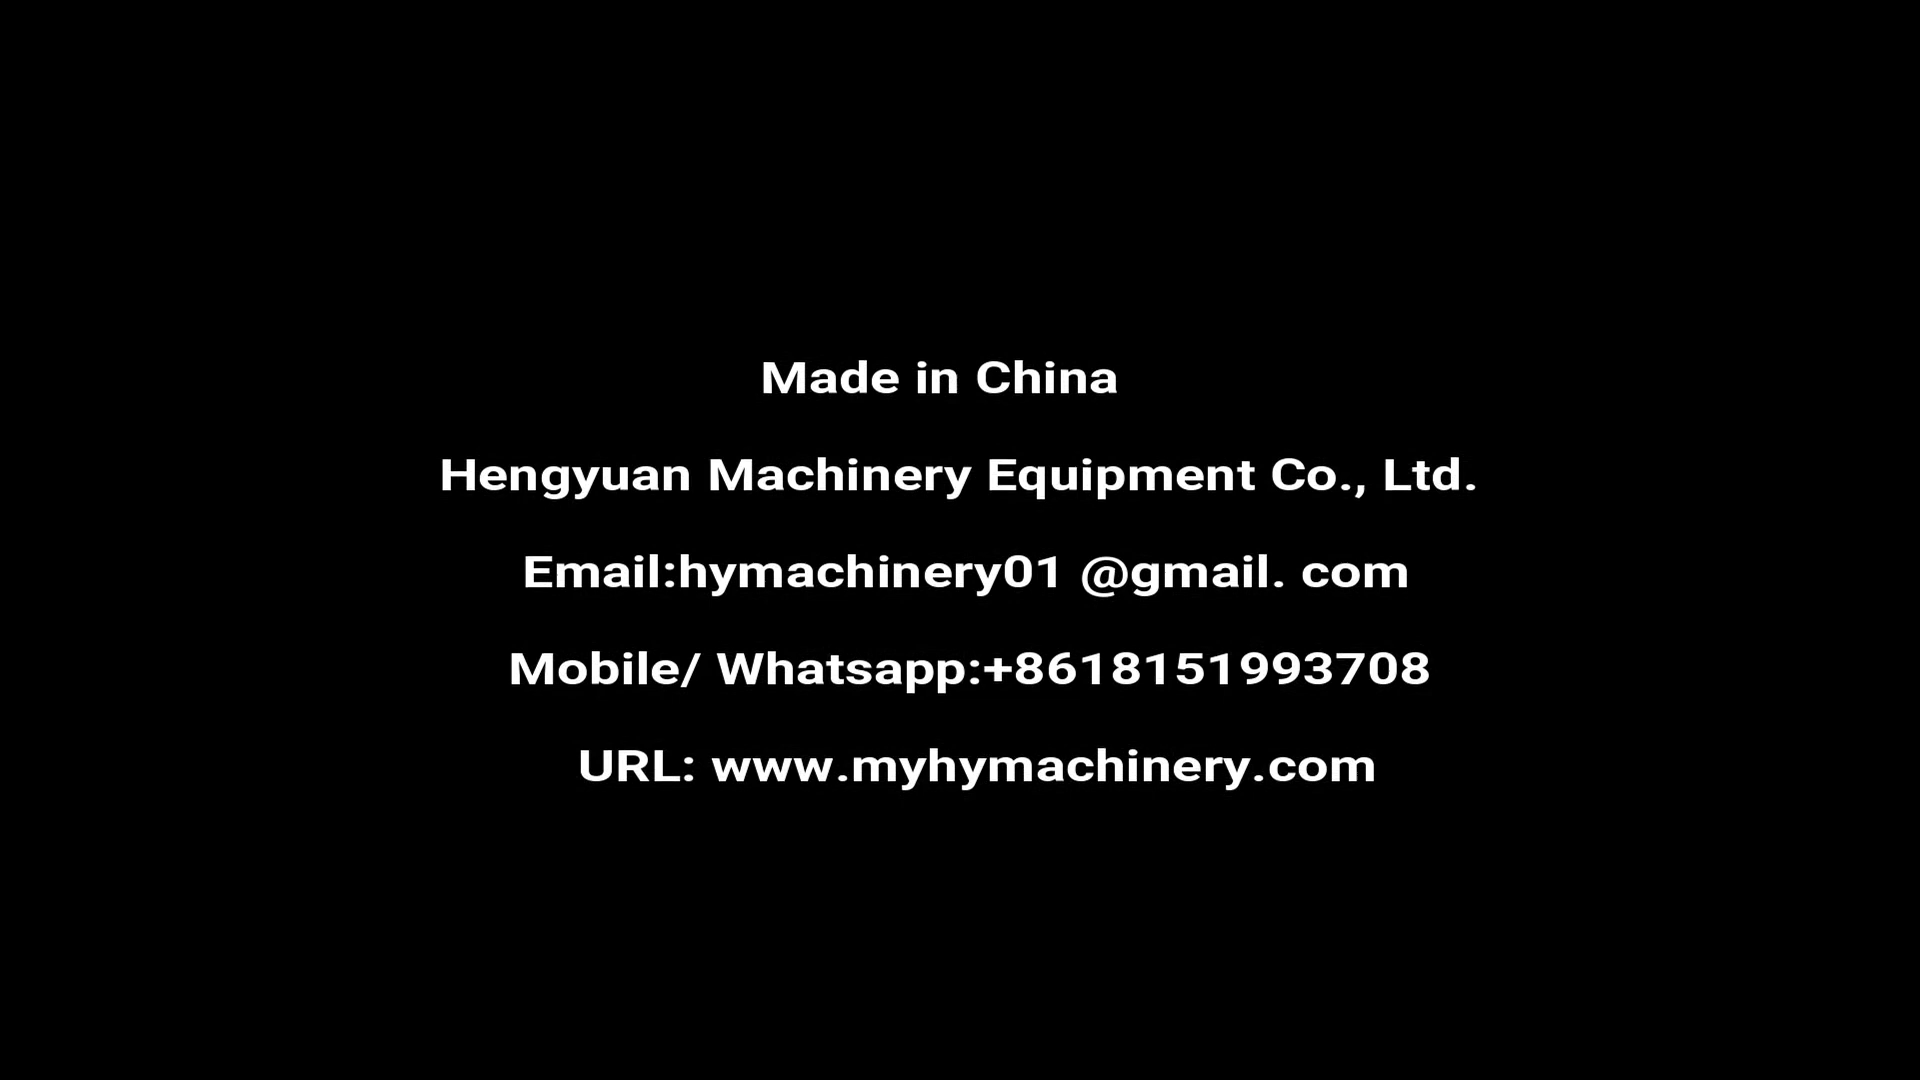 Made in China
Hengyuan Machinery Equipment Co., Ltd.
Email:hymachinery01 @gmail. com
Mobile/ Whatsapp:+8618151993708
URL: www.myhymachinery.com